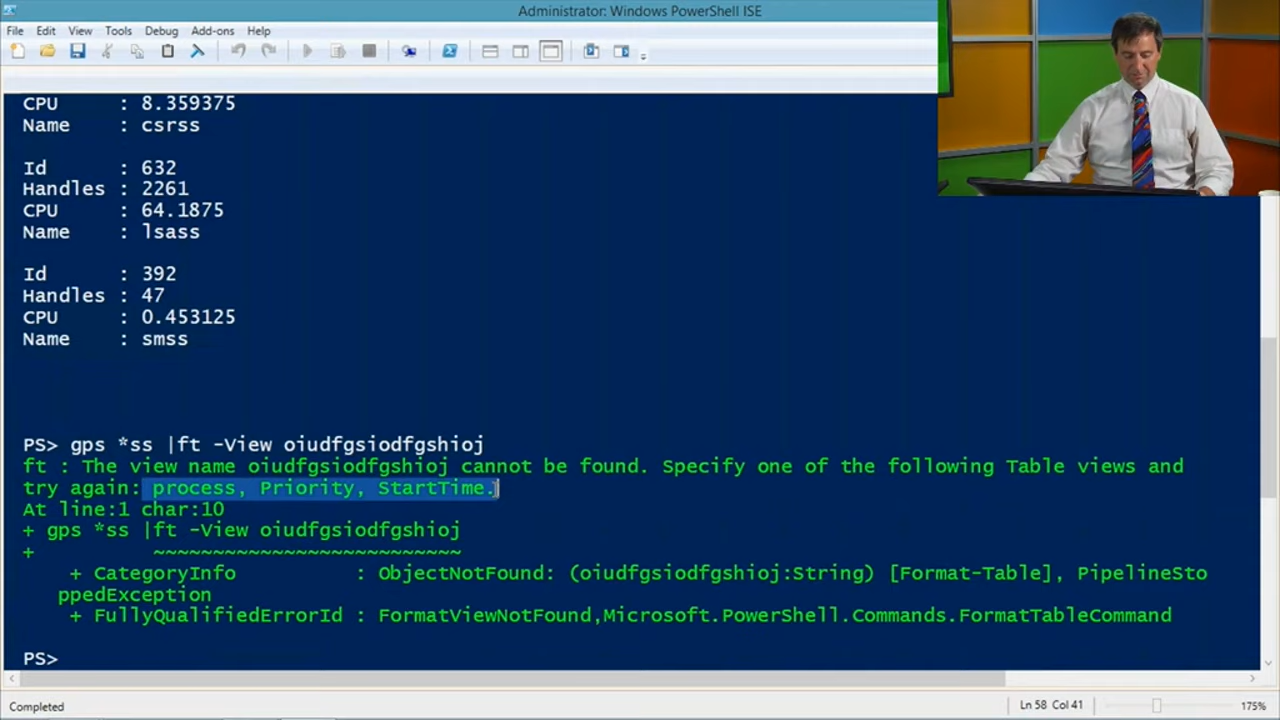 Administrator: Windows PowerShell ISE
File Edit View Tools Debug Add-ons Help
CPU : 8.359375
Name : csrss
Id : 632
Handles : 2261
CPU : 64.1875
Name : lsass
Id : 392
Handles : 47
CPU : 0.453125
Name : smss
PS> gps *ss |ft -View oiudfgsiodfgshioj
ft : The view name oiudfgsiodfgshioj cannot be found. Specify one of the following Table views and
try again: process, Priority, StartTime.
At line:1 char:10
+ gps *ss |ft -View oiudfgsiodfgshioj
+ ~~~~~~~~~~~~~~~~~~~~~~~~~~
+ CategoryInfo : ObjectNotFound: (oiudfgsiodfgshioj:String) [Format-Table], PipelineSto
ppedException
+ FullyQualifiedErrorId : FormatViewNotFound,Microsoft.PowerShell.Commands.FormatTableCommand
PS>
Completed Ln 58 Col 41 175%